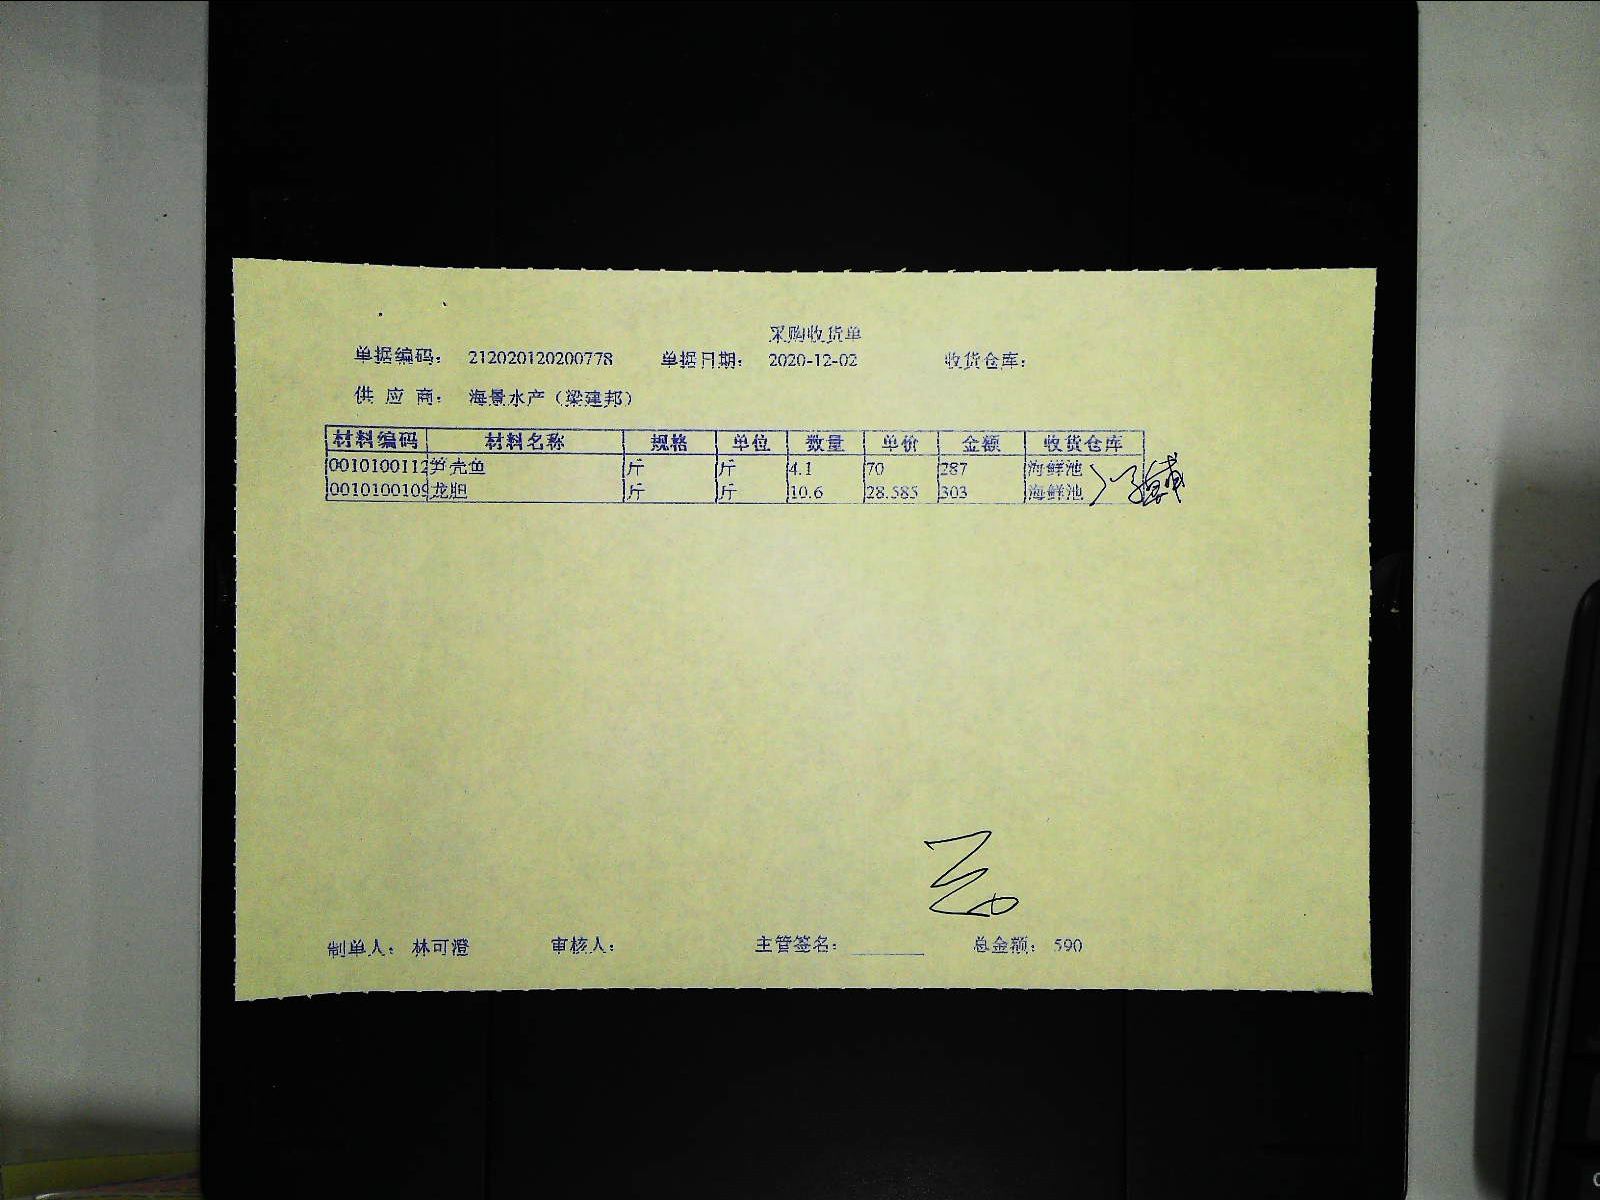 采购收货单
单据编码： 212020120200778 单据日期： 2020-12-02 收货仓库：
供 应 商： 海景水产（梁建邦）
材料编码 材料名称 规格 单位 数量 单价 金额 收货仓库
0010100112 笋壳鱼 斤 斤 4.1 70 287 海鲜池
0010100109 龙胆 斤 斤 10.6 28.585 303 海鲜池
制单人： 林可澄 审核人： 主管签名： 总金额： 590